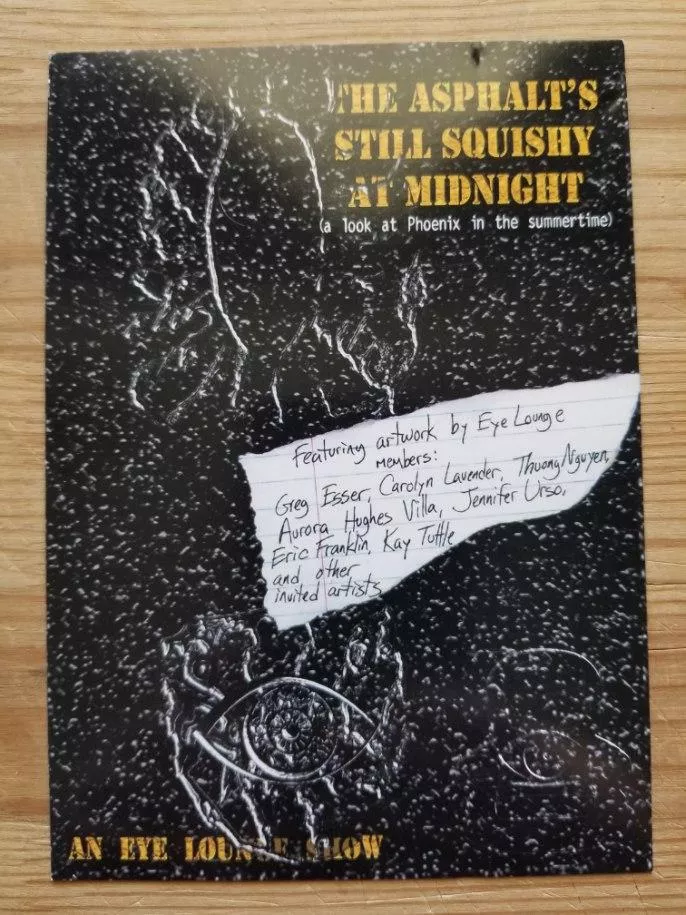 THE ASPHALT'S
STILL SQUISHY
AT MIDNIGHT
(a look at Phoenix in the summertime)
Featuring artwork by Eye Lounge
members:
Greg Esser, Carolyn Lavender, Thuong Nguyen,
Aurora Hughes Villa, Jennifer Urso,
Eric Franklin, Kay Tuttle
and other
invited artists
AN EYE LOUNGE SHOW